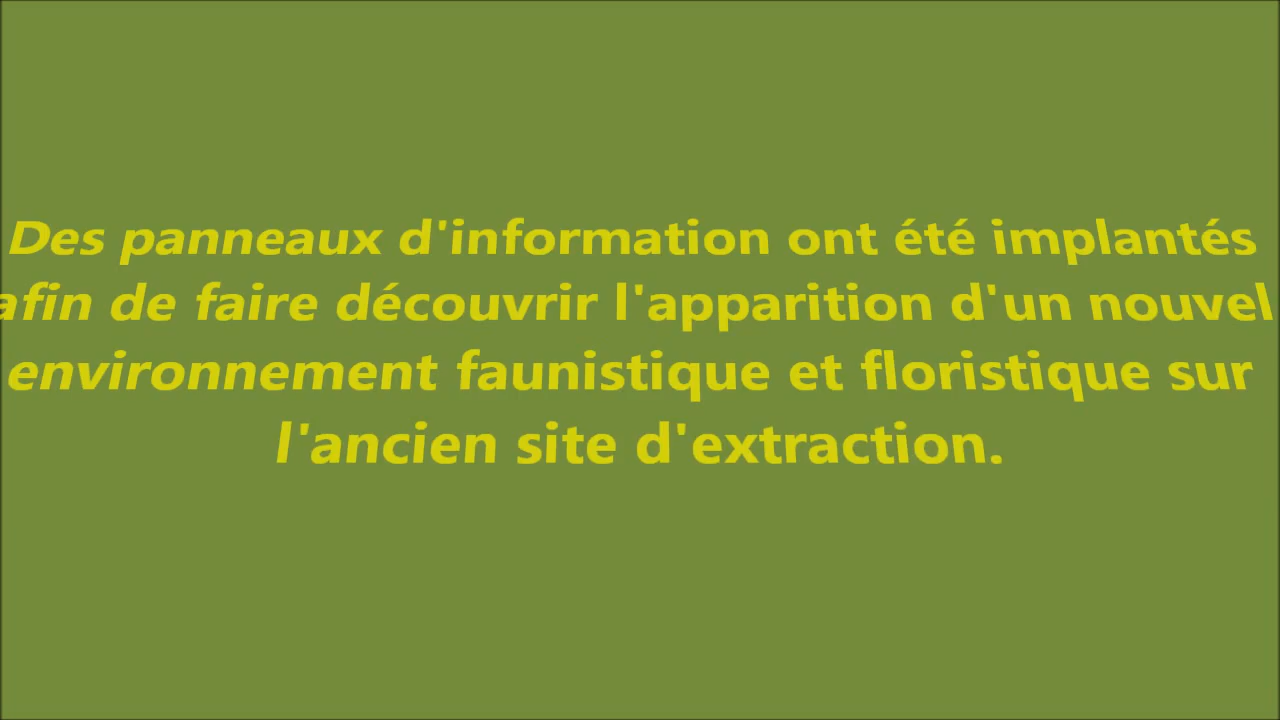 Des panneaux d'information ont été implantés
afin de faire découvrir l'apparition d'un nouvel
environnement faunistique et floristique sur
l'ancien site d'extraction.